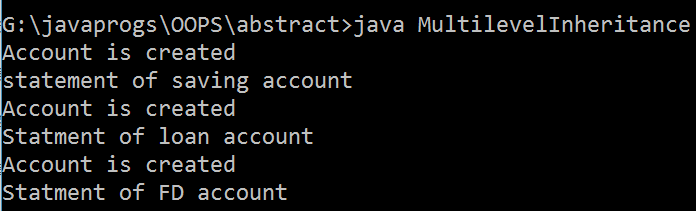 G:\javaprogs\OOPS\abstract>java MultilevelInheritance
Account is created
statement of saving account
Account is created
Statment of loan account
Account is created
Statment of FD account